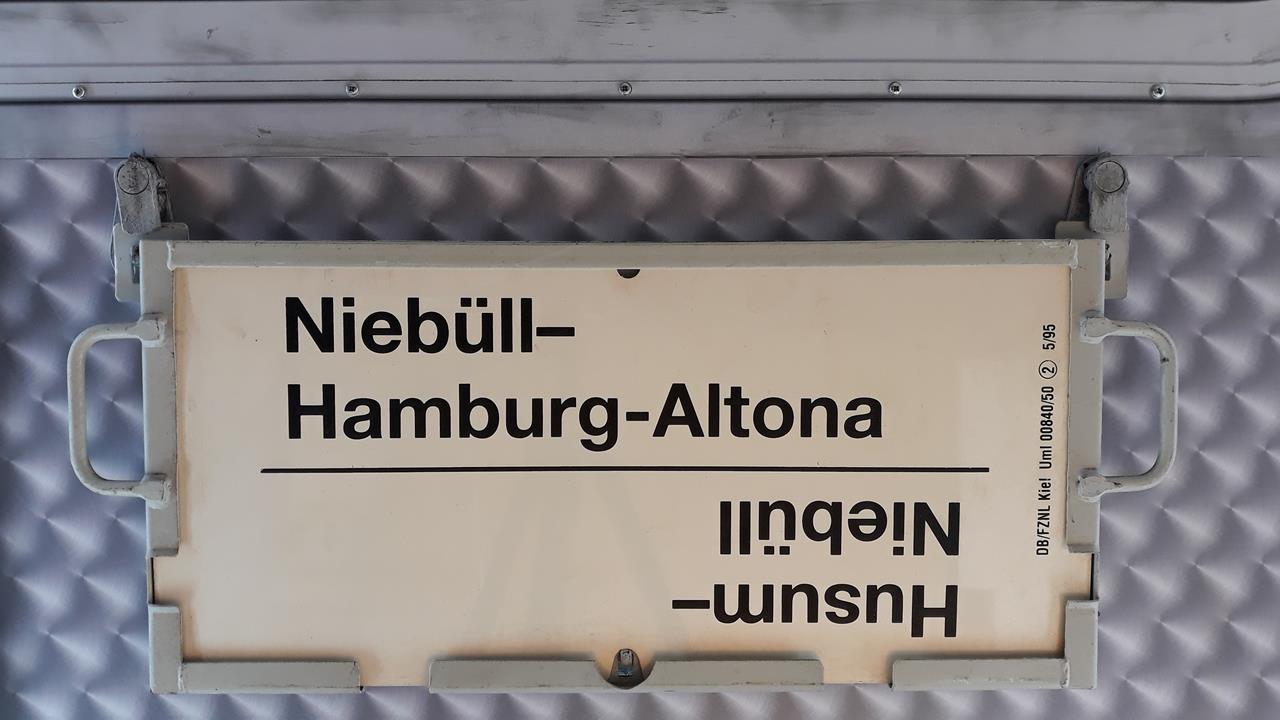 Niebüll–
Hamburg-Altona
Husum–
Niebüll
DB/FZNL Kiel Uml 00840/50 ② 5/95